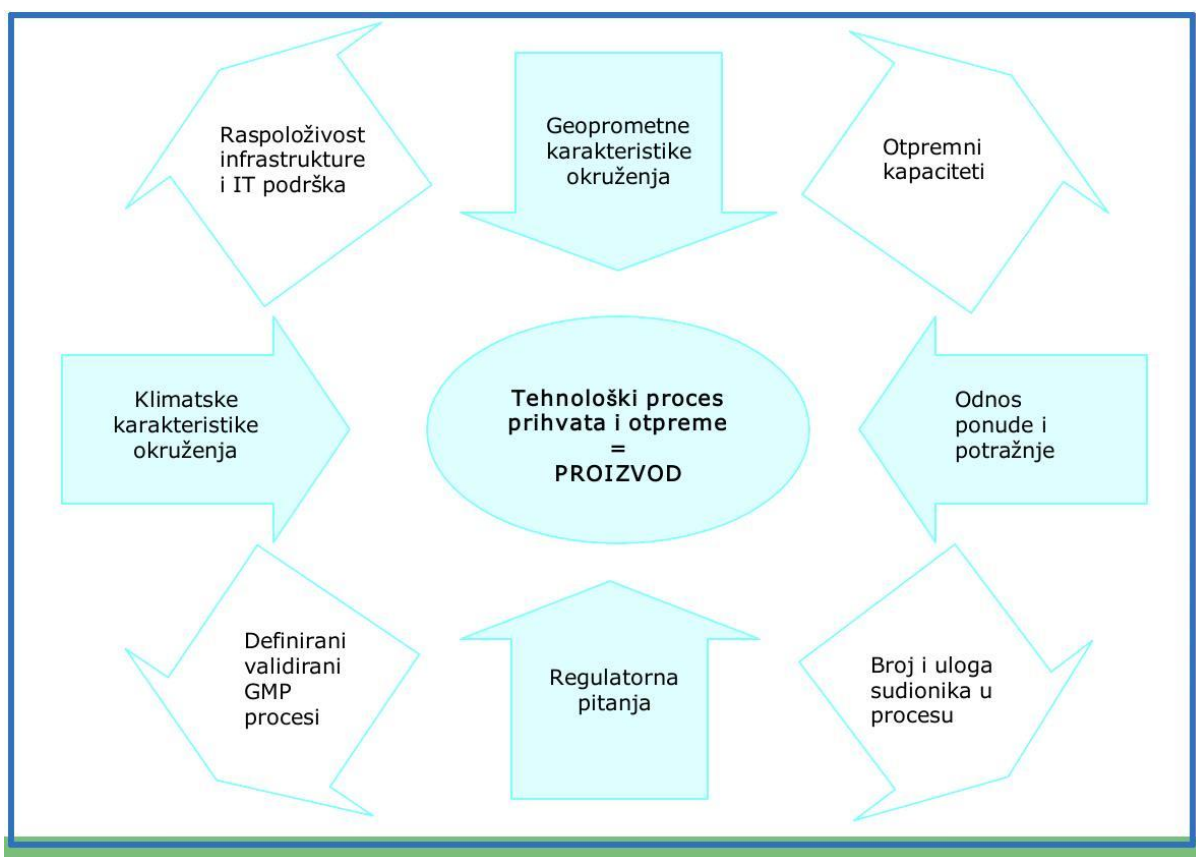 Raspoloživost
infrastrukture
i IT podrška
Geoprometne
karakteristike
okruženja
Otpremni
kapaciteti
Klimatske
karakteristike
okruženja
Tehnološki proces
prihvata i otpreme
=
PROIZVOD
Odnos
ponude i
potražnje
Definirani
validirani
GMP
procesi
Regulatorna
pitanja
Broj i uloga
sudionika u
procesu